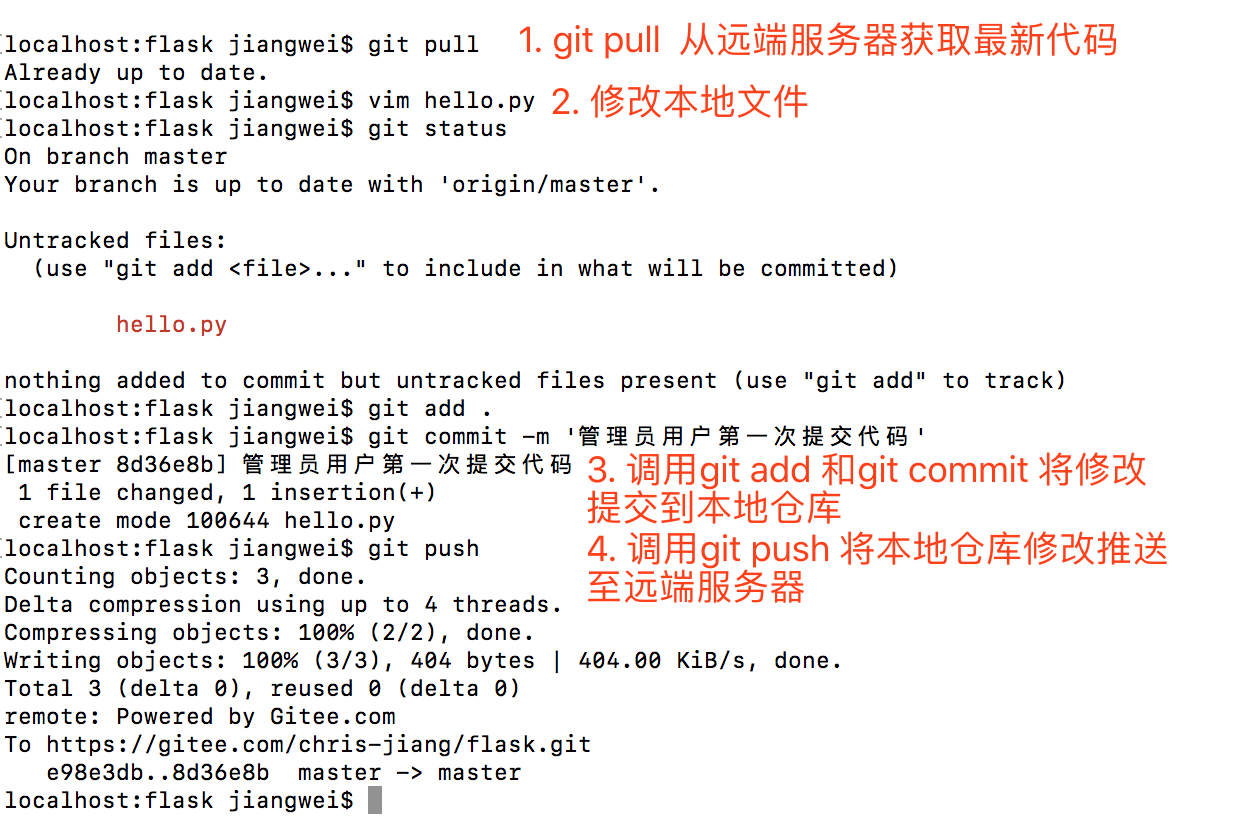 localhost:flask jiangwei$ git pull 1. git pull 从远端服务器获取最新代码
Already up to date.
localhost:flask jiangwei$ vim hello.py 2. 修改本地文件
localhost:flask jiangwei$ git status
On branch master
Your branch is up to date with 'origin/master'.
Untracked files:
(use "git add <file>..." to include in what will be committed)
hello.py
nothing added to commit but untracked files present (use "git add" to track)
localhost:flask jiangwei$ git add .
localhost:flask jiangwei$ git commit -m '管理员用户第一次提交代码'
[master 8d36e8b] 管理员用户第一次提交代码
1 file changed, 1 insertion(+)
create mode 100644 hello.py
3. 调用git add 和git commit 将修改
提交到本地仓库
localhost:flask jiangwei$ git push
4. 调用git push 将本地仓库修改推送
至远端服务器
Counting objects: 3, done.
Delta compression using up to 4 threads.
Compressing objects: 100% (2/2), done.
Writing objects: 100% (3/3), 404 bytes | 404.00 KiB/s, done.
Total 3 (delta 0), reused 0 (delta 0)
remote: Powered by Gitee.com
To https://gitee.com/chris-jiang/flask.git
e98e3db..8d36e8b master -> master
localhost:flask jiangwei$